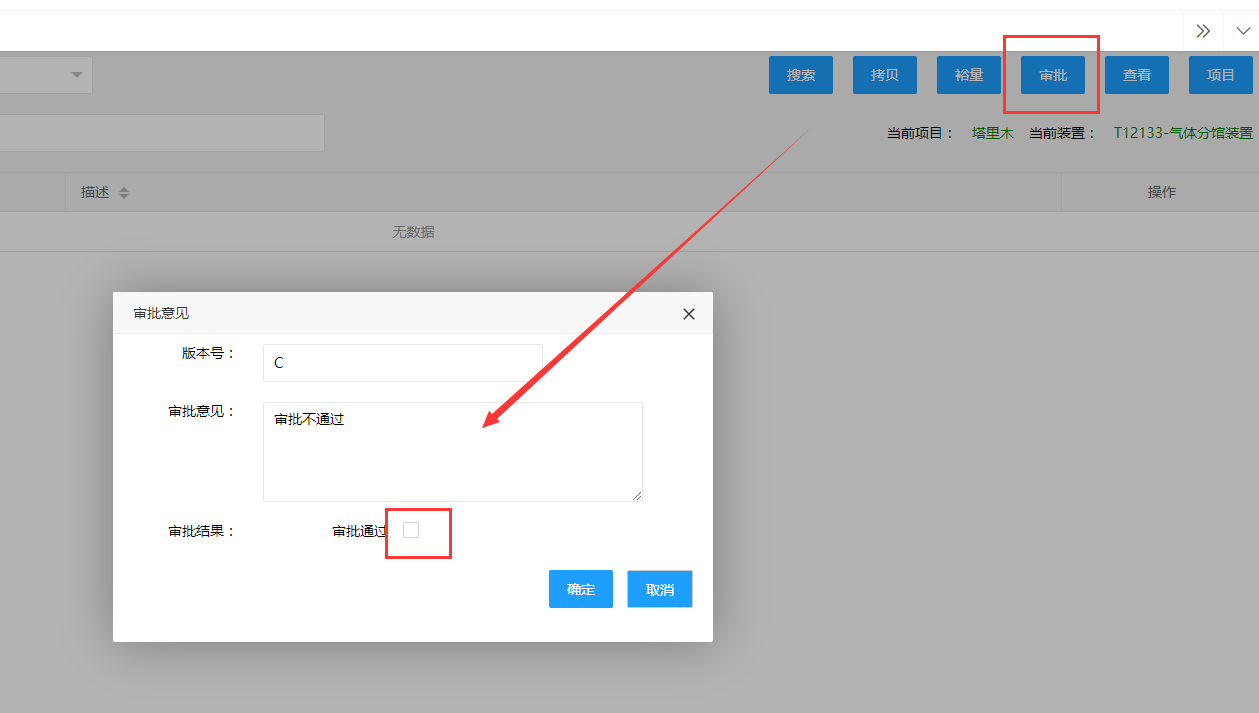 搜索 拷贝 裕量 审批 查看 项目
当前项目： 塔里木 当前装置： T12133-气体分馆装置
描述 操作
无数据
审批意见
版本号： C
审批意见： 审批不通过
审批结果： 审批通过
确定 取消